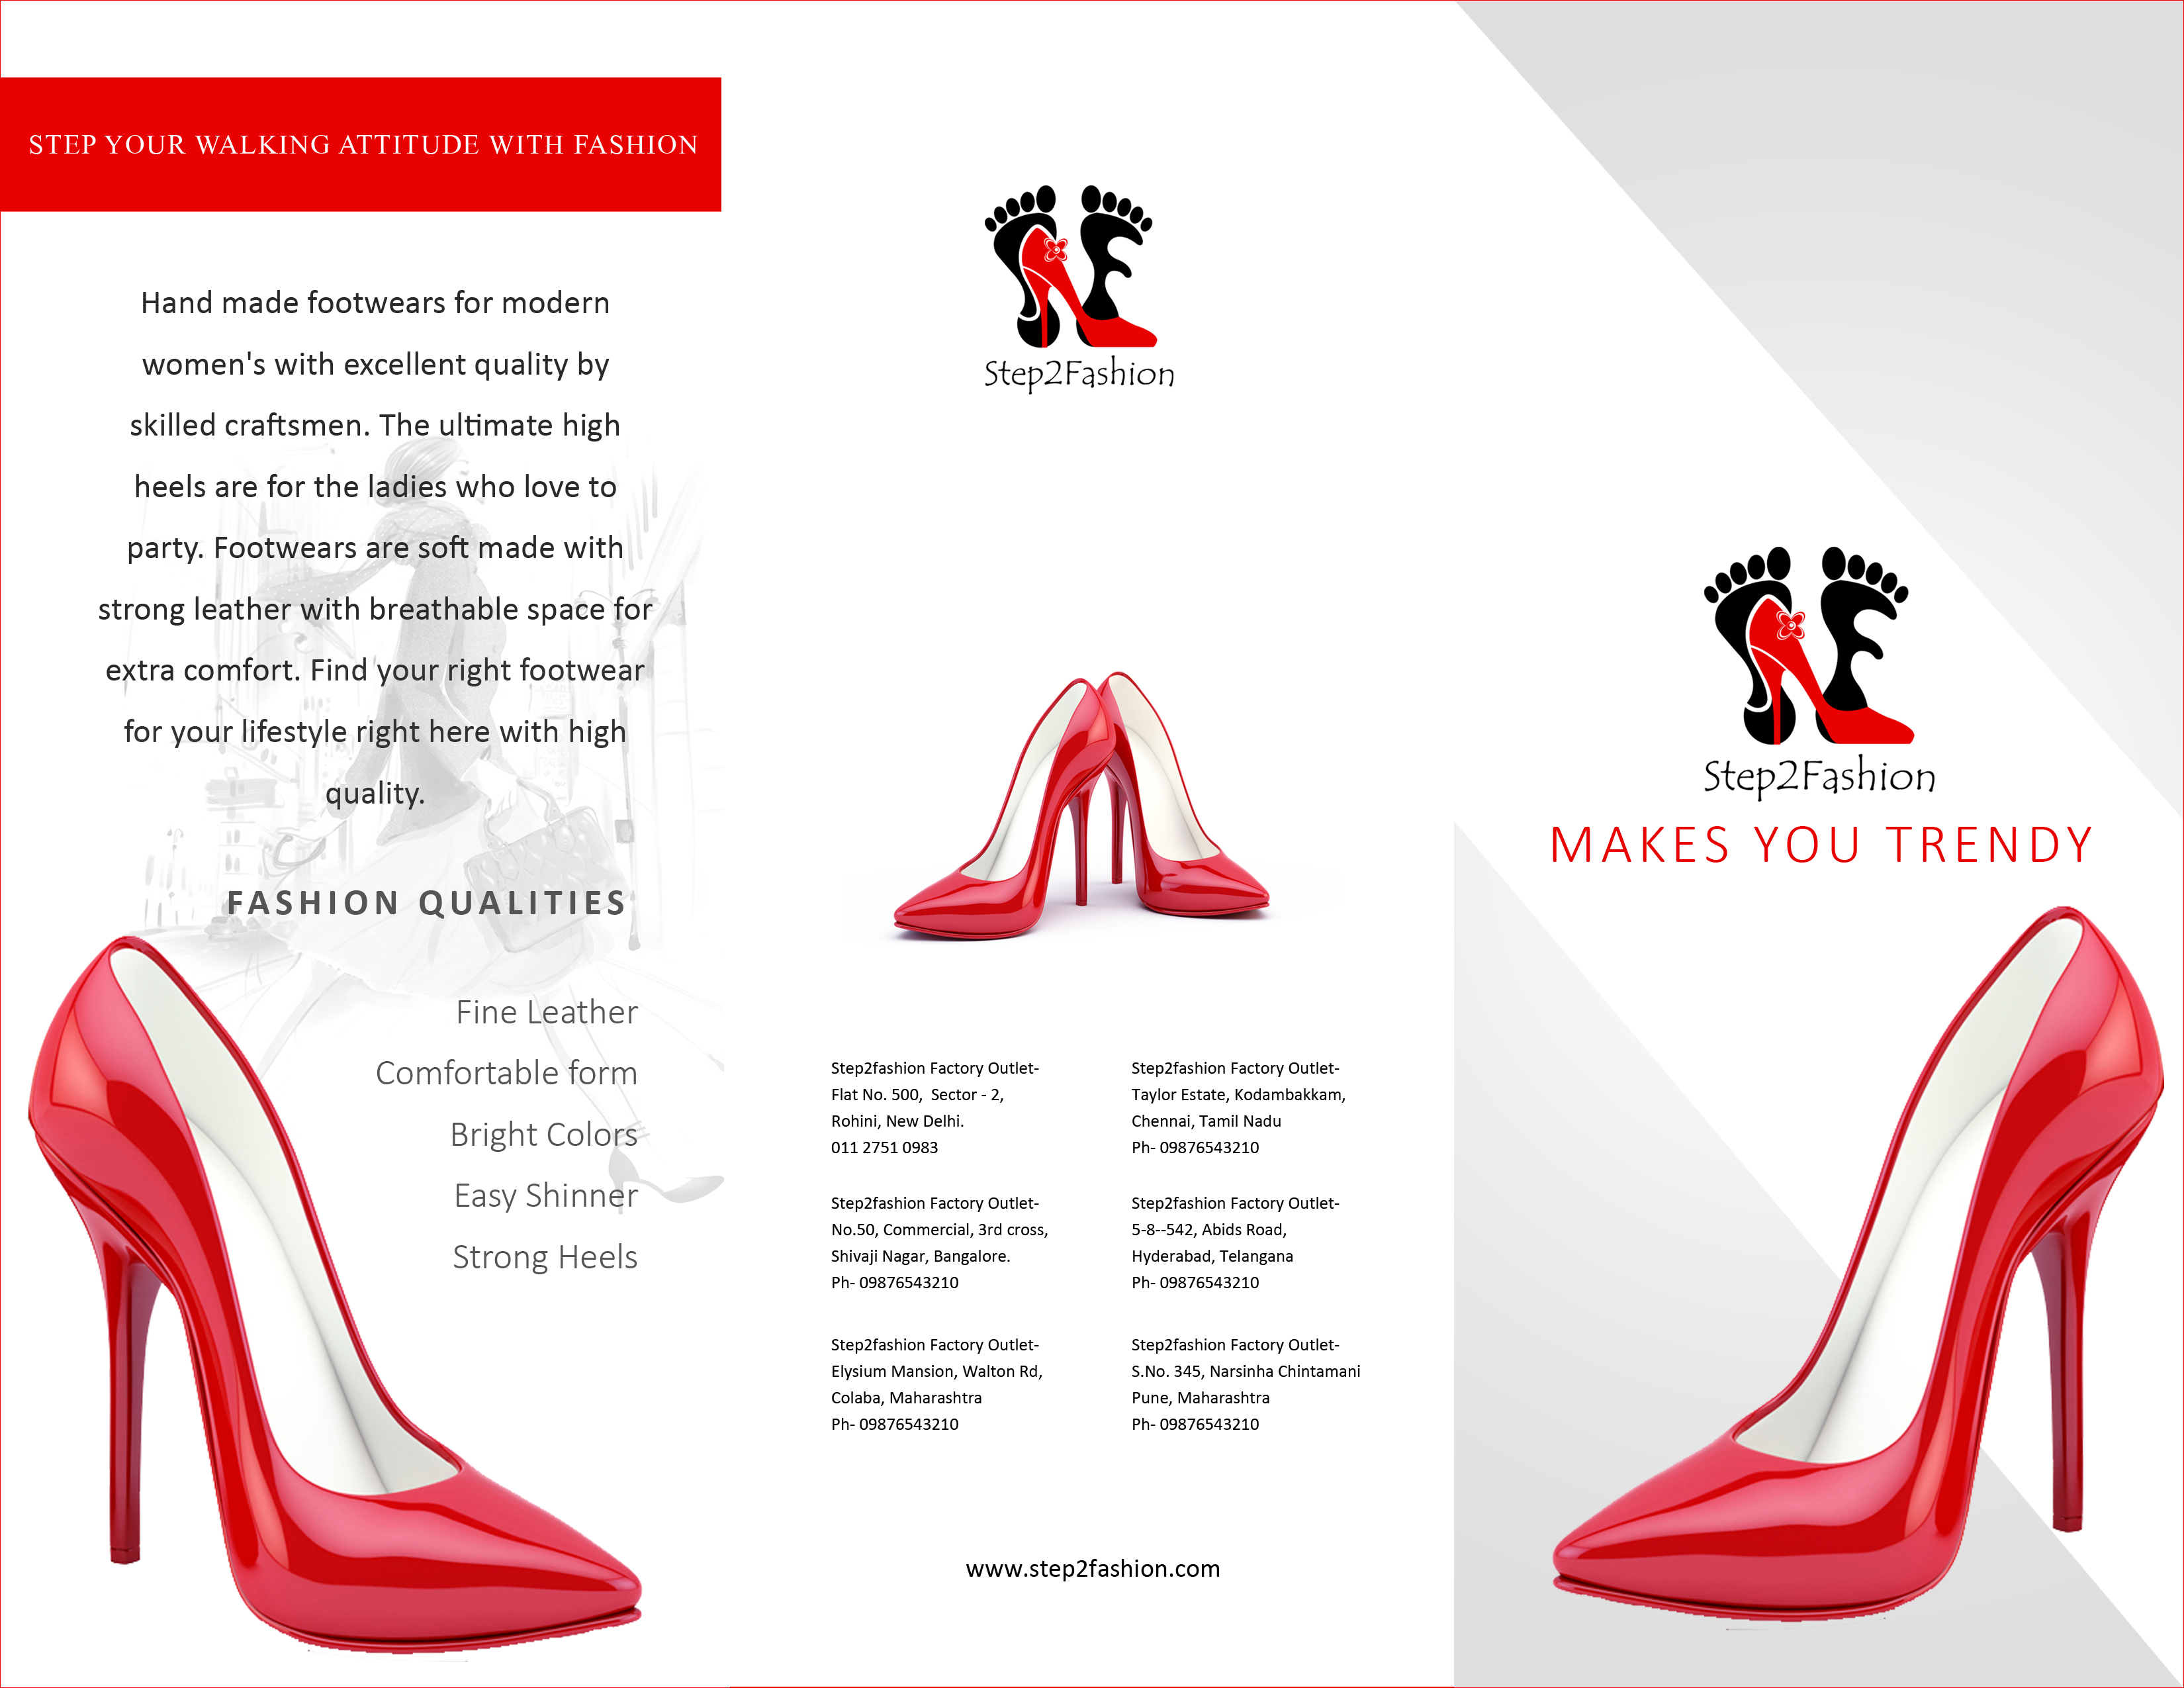 STEP YOUR WALKING ATTITUDE WITH FASHION
Hand made footwears for modern
women's with excellent quality by
skilled craftsmen. The ultimate high
heels are for the ladies who love to
party. Footwears are soft made with
strong leather with breathable space for
extra comfort. Find your right footwear
for your lifestyle right here with high
quality.
FASHION QUALITIES
Fine Leather
Comfortable form
Bright Colors
Easy Shinner
Strong Heels
Step2Fashion
Step2fashion Factory Outlet-
Flat No. 500,  Sector - 2,
Rohini, New Delhi.
011 2751 0983
Step2fashion Factory Outlet-
Taylor Estate, Kodambakkam,
Chennai, Tamil Nadu
Ph- 09876543210
Step2fashion Factory Outlet-
No.50, Commercial, 3rd cross,
Shivaji Nagar, Bangalore.
Ph- 09876543210
Step2fashion Factory Outlet-
5-8--542, Abids Road,
Hyderabad, Telangana
Ph- 09876543210
Step2fashion Factory Outlet-
Elysium Mansion, Walton Rd,
Colaba, Maharashtra
Ph- 09876543210
Step2fashion Factory Outlet-
S.No. 345, Narsinha Chintamani
Pune, Maharashtra
Ph- 09876543210
www.step2fashion.com
Step2Fashion
MAKES YOU TRENDY